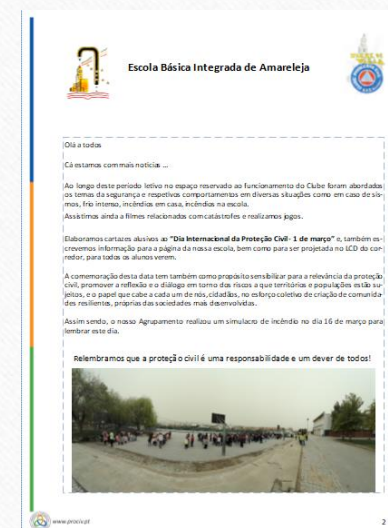 Escola Básica Integrada de Amareleja
Olá a todos
Cá estamos com mais notícias ...
Ao longo deste período letivo no espaço reservado ao funcionamento do Clube foram abordados
os temas da segurança e respetivos comportamentos em diversas situações como em caso de sis-
mos, frio intenso, incêndios em casa, incêndios na escola.
Assistimos ainda a filmes relacionados com catástrofes e realizamos jogos.
Elaboramos cartazes alusivos ao "Dia Internacional da Proteção Civil - 1 de março" e, também es-
crevemos informação para a página da nossa escola, bem como para ser projetada no LCD do cor-
redor, para todos os alunos verem.
A comemoração desta data tem também como propósito sensibilizar para a relevância da proteção
civil, promover a reflexão e o diálogo em torno dos riscos a que territórios e populações estão su-
jeitos, e o papel que cabe a cada um de nós, cidadãos, no esforço coletivo de criação de comunida-
des resilientes, próprias das sociedades mais desenvolvidas.
Assim sendo, o nosso Agrupamento realizou um simulacro de incêndio no dia 16 de março para
lembrar este dia.
Relembramos que a proteção civil é uma responsabilidade e um dever de todos!
www.prociv.pt
2